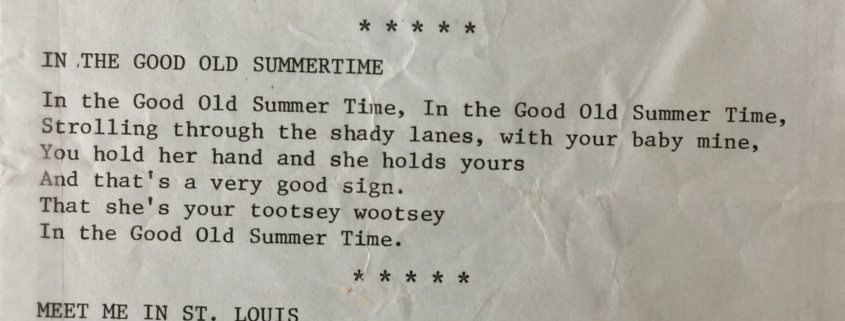 * * * * *
IN THE GOOD OLD SUMMERTIME
In the Good Old Summer Time, In the Good Old Summer Time,
Strolling through the shady lanes, with your baby mine,
You hold her hand and she holds yours
And that's a very good sign.
That she's your tootsey wootsey
In the Good Old Summer Time.
* * * * *
MEET ME IN ST. LOUIS